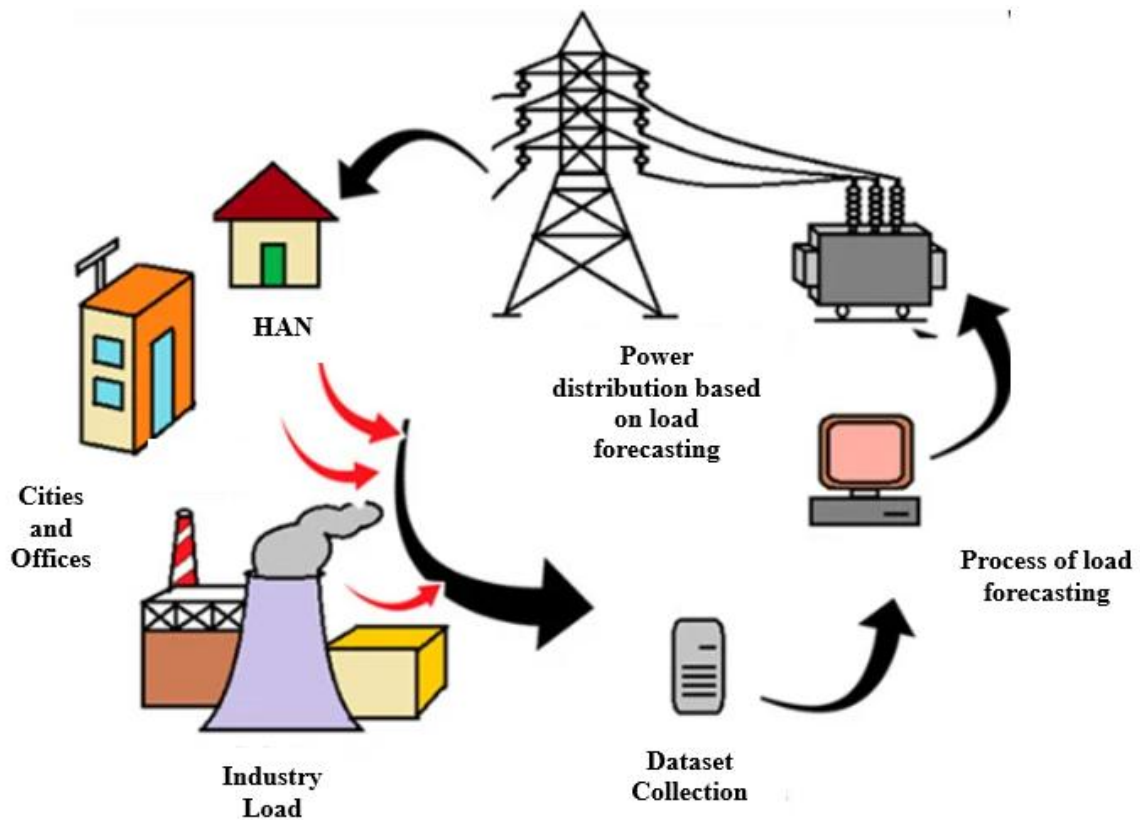 HAN
Power
distribution based
on load
forecasting
Cities
and
Offices
Process of load
forecasting
Industry
Load
Dataset
Collection